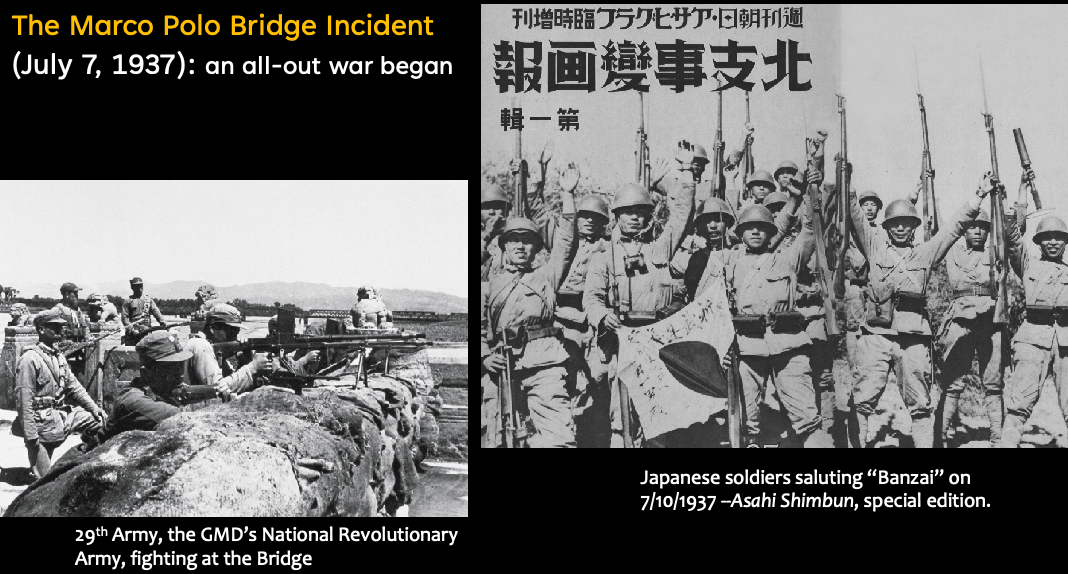 The Marco Polo Bridge Incident
(July 7, 1937): an all-out war began
週刊朝日・アサヒグラフ臨時増刊
北支事變画報
第一輯
Japanese soldiers saluting “Banzai” on
7/10/1937 –Asahi Shimbun, special edition.
29th Army, the GMD’s National Revolutionary
Army, fighting at the Bridge